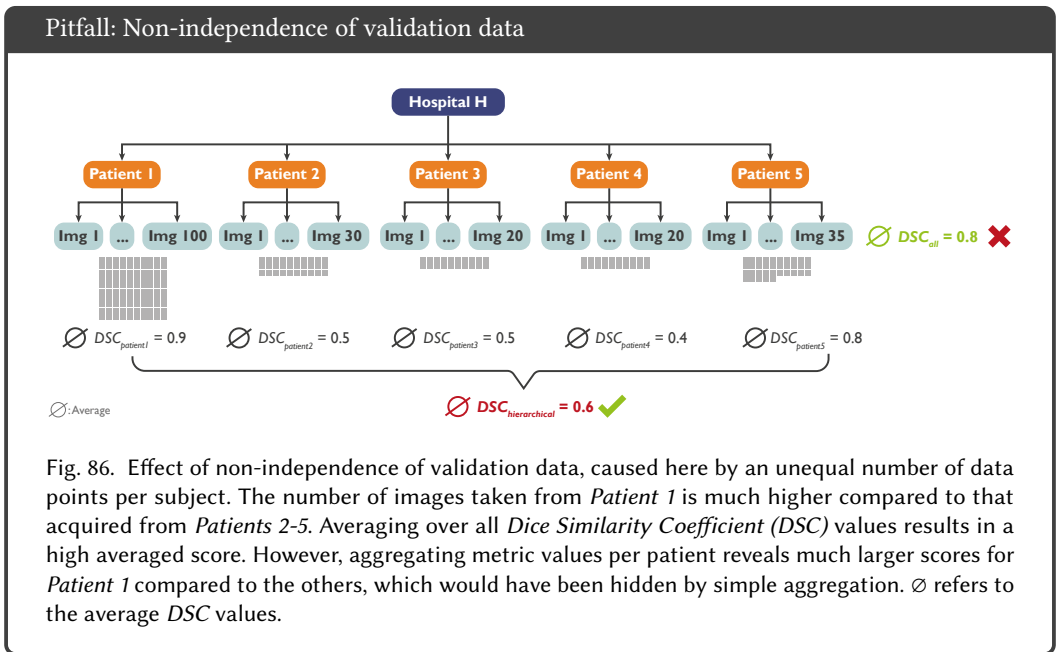 Pitfall: Non-independence of validation data
Hospital H
Patient 1 Patient 2 Patient 3 Patient 4 Patient 5
Img 1 ... Img 100 Img 1 ... Img 30 Img 1 ... Img 20 Img 1 ... Img 20 Img 1 ... Img 35 ∅ DSC_all = 0.8
∅ DSC_patient1 = 0.9 ∅ DSC_patient2 = 0.5 ∅ DSC_patient3 = 0.5 ∅ DSC_patient4 = 0.4 ∅ DSC_patient5 = 0.8
∅: Average ∅ DSC_hierarchical = 0.6
Fig. 86. Effect of non-independence of validation data, caused here by an unequal number of data
points per subject. The number of images taken from Patient 1 is much higher compared to that
acquired from Patients 2-5. Averaging over all Dice Similarity Coefficient (DSC) values results in a
high averaged score. However, aggregating metric values per patient reveals much larger scores for
Patient 1 compared to the others, which would have been hidden by simple aggregation. ∅ refers to
the average DSC values.